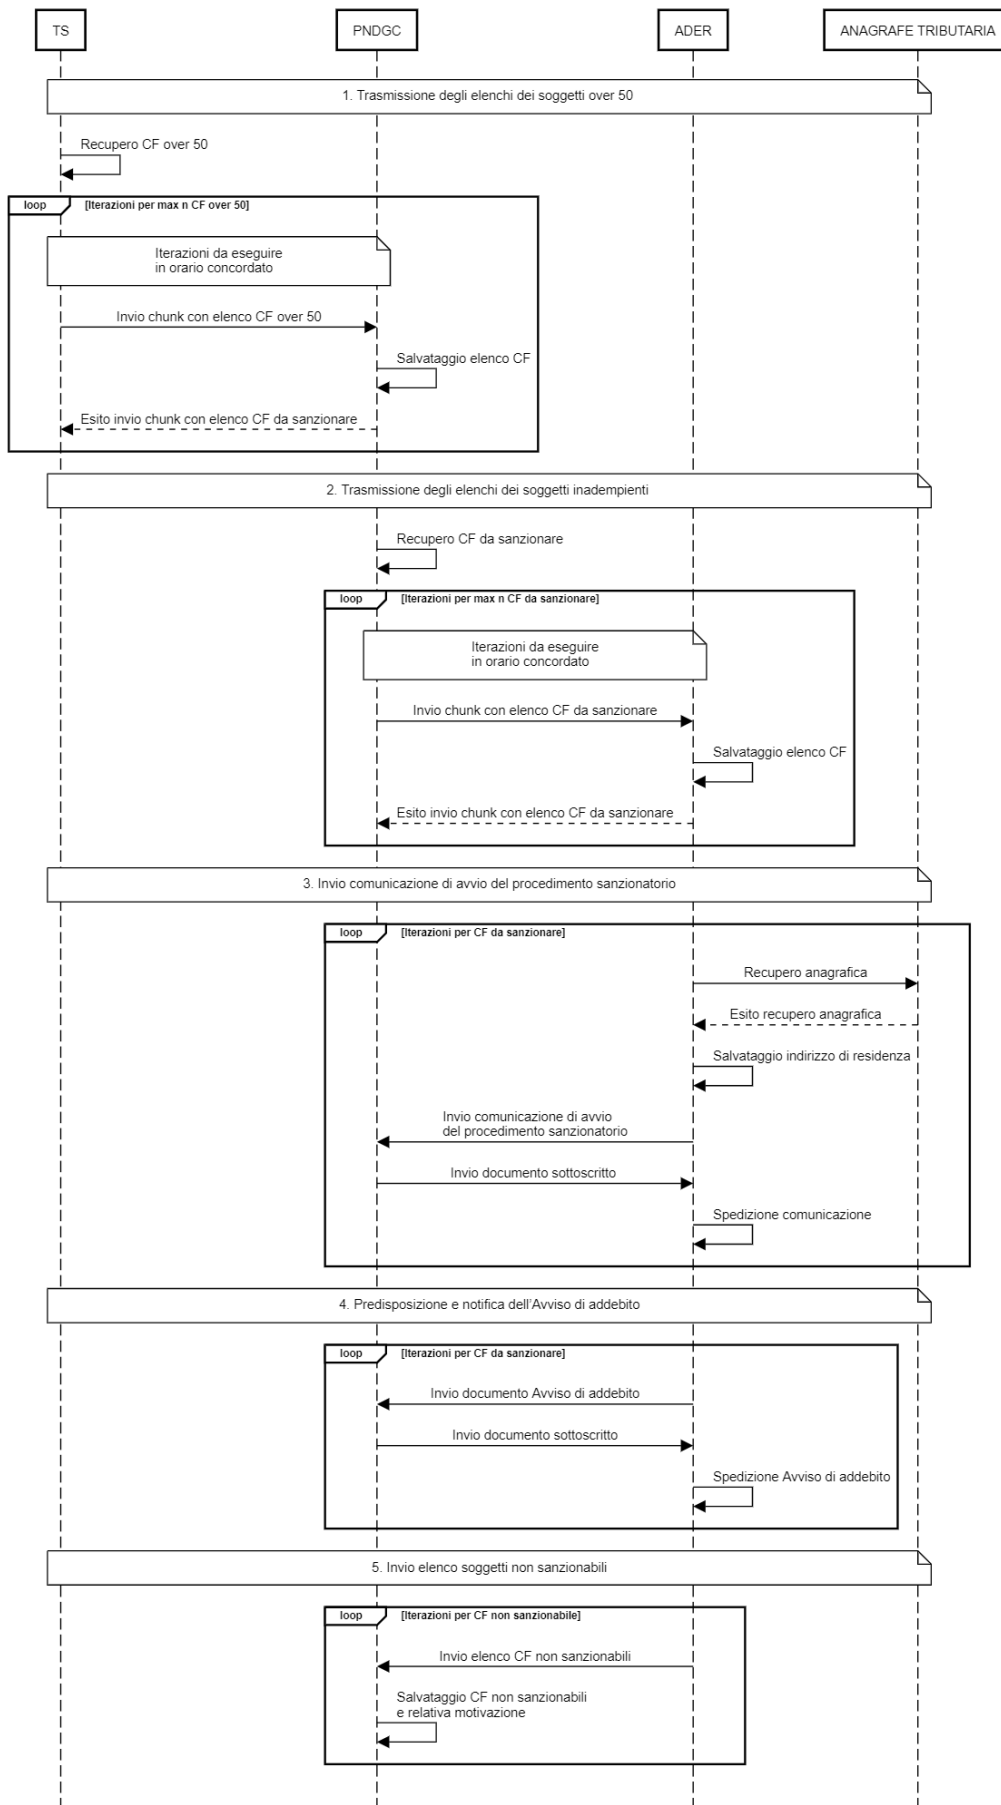 TS
PNDGC
ADER
ANAGRAFE TRIBUTARIA
1. Trasmissione degli elenchi dei soggetti over 50
Recupero CF over 50
loop
[Iterazioni per max n CF over 50]
Iterazioni da eseguire
in orario concordato
Invio chunk con elenco CF over 50
Salvataggio elenco CF
Esito invio chunk con elenco CF da sanzionare
2. Trasmissione degli elenchi dei soggetti inadempienti
Recupero CF da sanzionare
loop
[Iterazioni per max n CF da sanzionare]
Iterazioni da eseguire
in orario concordato
Invio chunk con elenco CF da sanzionare
Salvataggio elenco CF
Esito invio chunk con elenco CF da sanzionare
3. Invio comunicazione di avvio del procedimento sanzionatorio
loop
[Iterazioni per CF da sanzionare]
Recupero anagrafica
Esito recupero anagrafica
Salvataggio indirizzo di residenza
Invio comunicazione di avvio
del procedimento sanzionatorio
Invio documento sottoscritto
Spedizione comunicazione
4. Predisposizione e notifica dell'Avviso di addebito
loop
[Iterazioni per CF da sanzionare]
Invio documento Avviso di addebito
Invio documento sottoscritto
Spedizione Avviso di addebito
5. Invio elenco soggetti non sanzionabili
loop
[Iterazioni per CF non sanzionabile]
Invio elenco CF non sanzionabili
Salvataggio CF non sanzionabili
e relativa motivazione